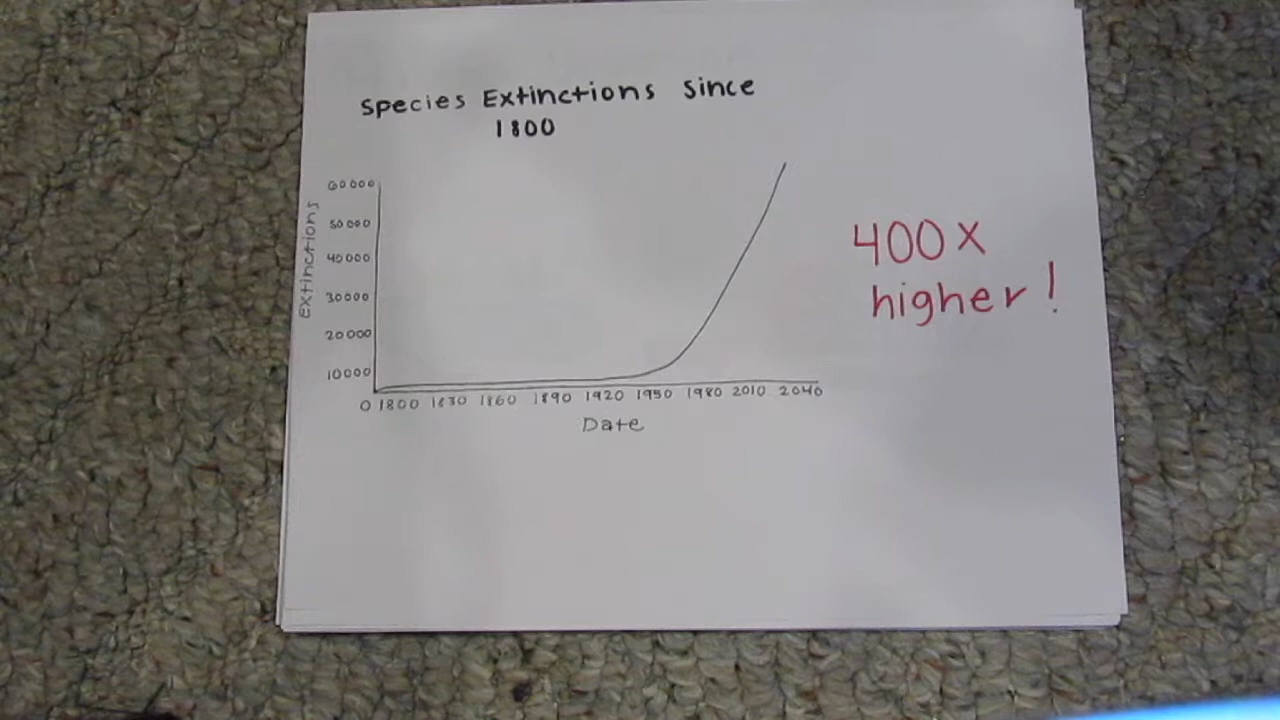 Species Extinctions Since
1800
60000
50000
40000
30000
20000
10000
Extinctions
0 1800 1830 1860 1890 1920 1950 1980 2010 2040
Date
400x
higher!